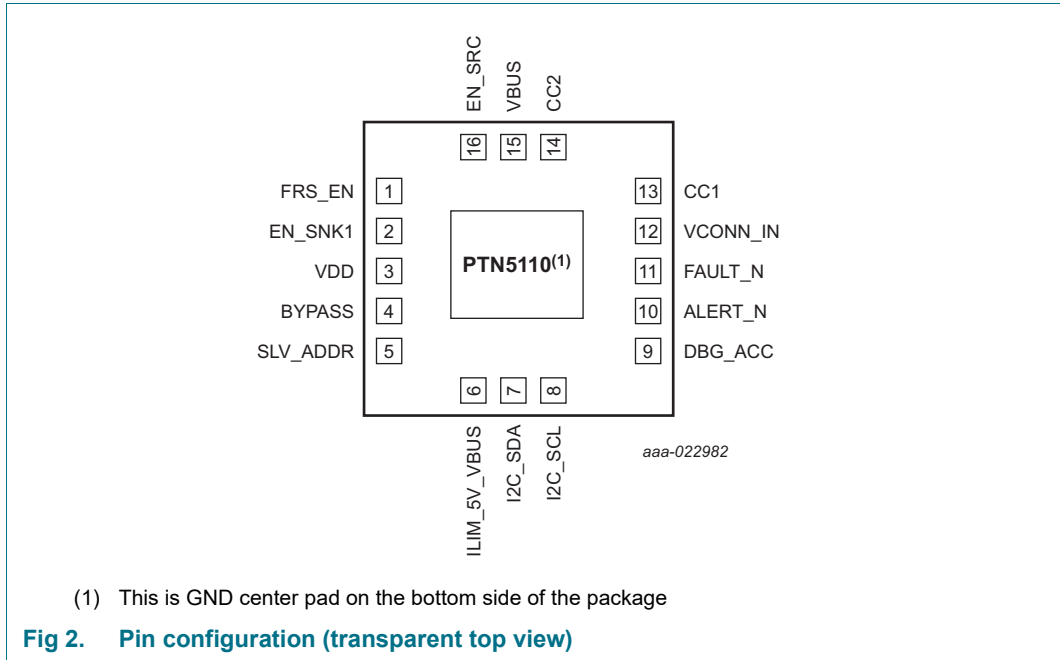 EN_SRC
VBUS
CC2
16
15
14
FRS_EN 1
EN_SNK1 2
VDD 3
BYPASS 4
SLV_ADDR 5
PTN5110(1)
13 CC1
12 VCONN_IN
11 FAULT_N
10 ALERT_N
9 DBG_ACC
6
7
8
ILIM_5V_VBUS
I2C_SDA
I2C_SCL
aaa-022982
(1) This is GND center pad on the bottom side of the package
Fig 2. Pin configuration (transparent top view)